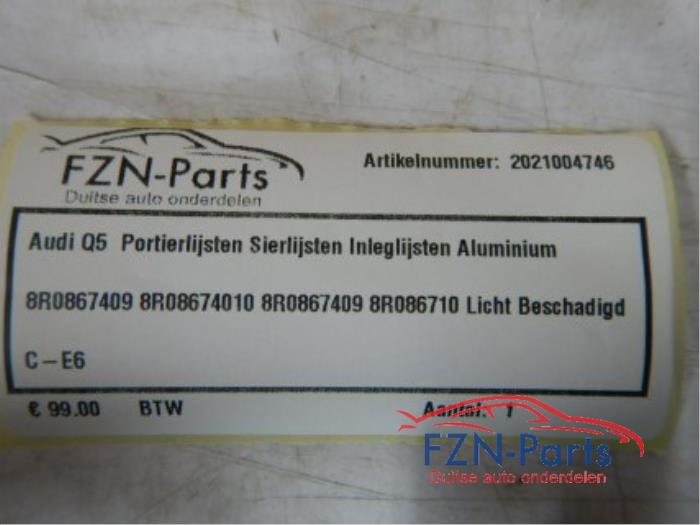 FZN-Parts
Duitse auto onderdelen
Artikelnummer: 2021004746
Audi Q5 Portierlijsten Sierlijsten Inleglijsten Aluminium
8R0867409 8R08674010 8R0867409 8R086710 Licht Beschadigd
C-E6
€ 99.00 BTW Aantal: 1
FZN-Parts
Duitse auto onderdelen